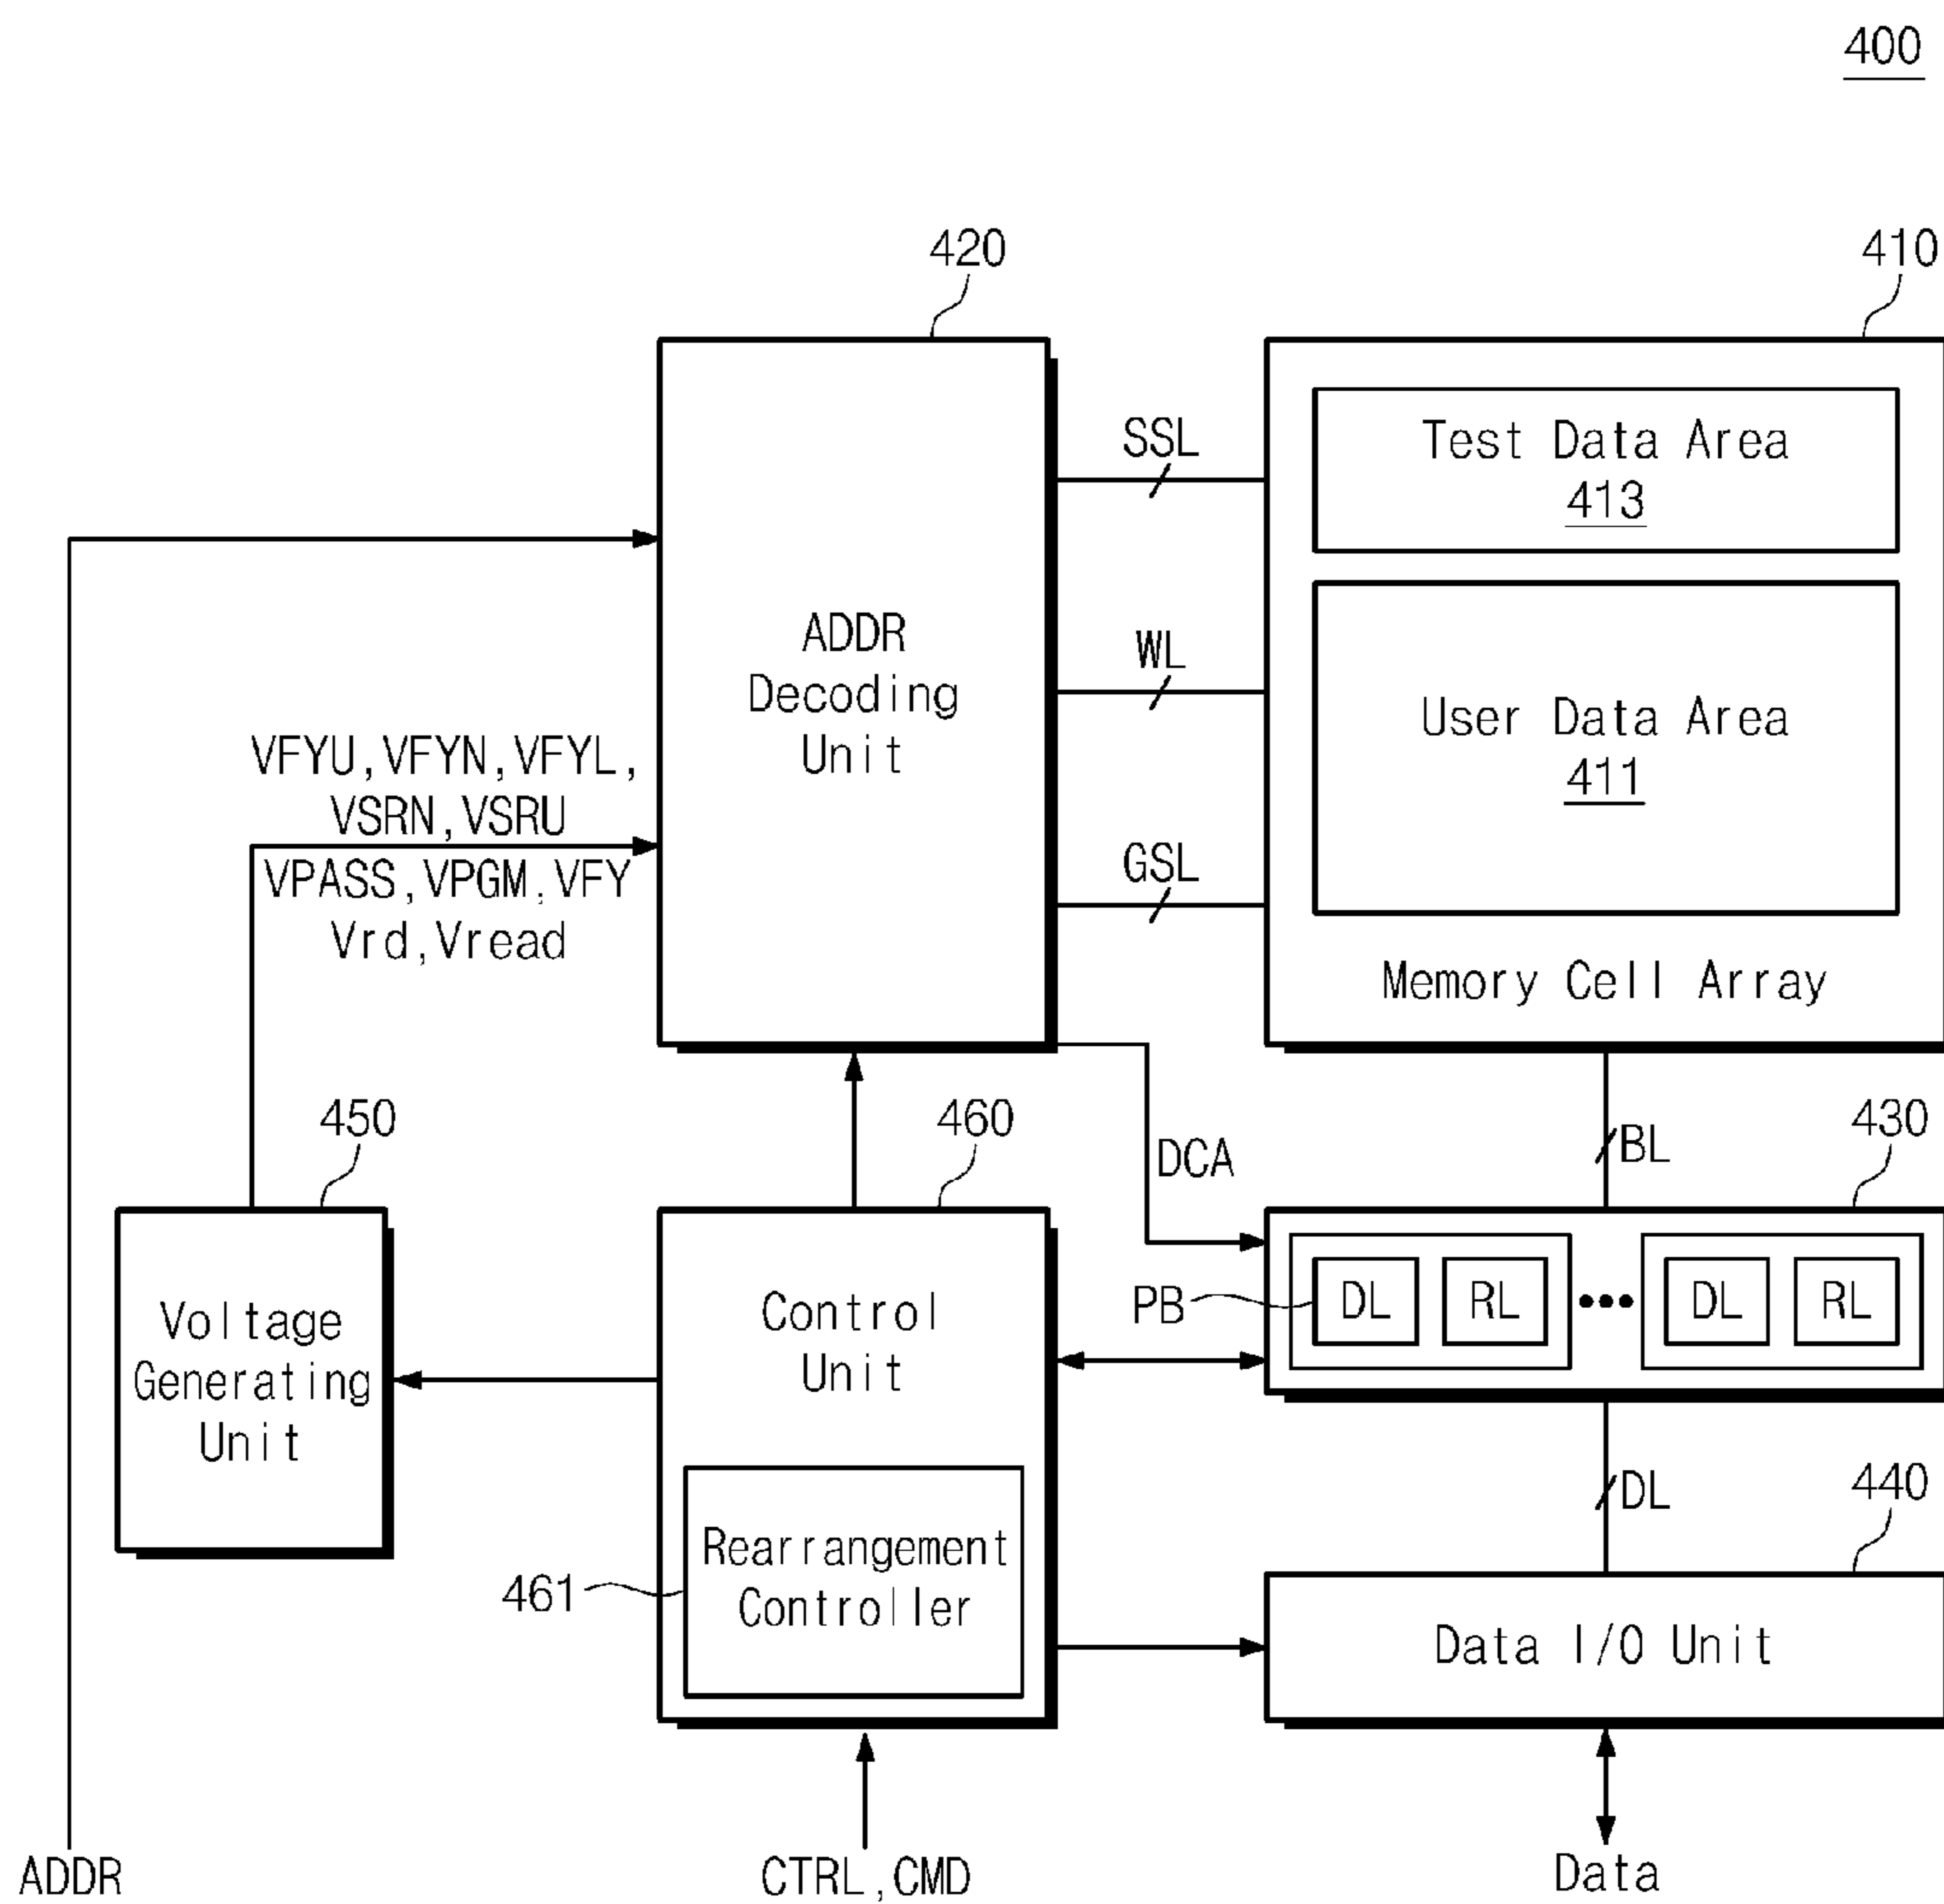 400
420
410
SSL
Test Data Area
413
ADDR
Decoding
Unit
WL
User Data Area
411
VFYU,VFYN,VFYL,
VSRN,VSRU
VPASS,VPGM,VFY
Vrd,Vread
GSL
Memory Cell Array
450
460
DCA
BL
430
Voltage
Generating
Unit
Control
Unit
PB
DL
RL
•••
DL
RL
DL
440
461
Rearrangement
Controller
Data I/O Unit
ADDR
CTRL,CMD
Data